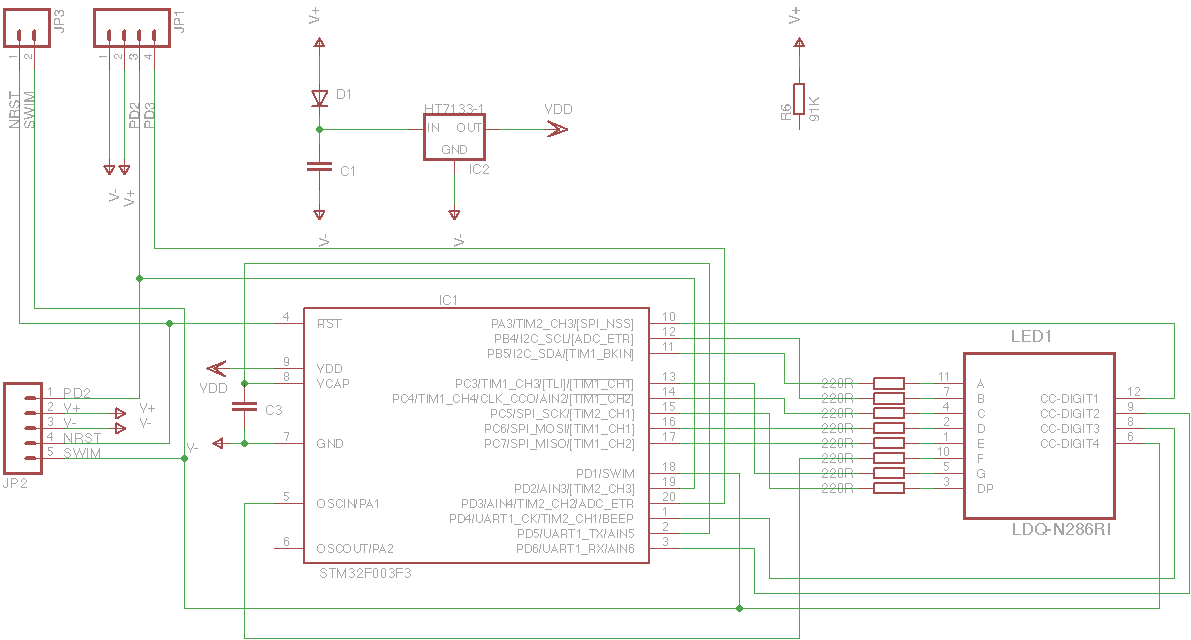 JP3
JP1
1
2
1
2
3
4
NRST
SWIM
PD2
PD3
V-
V+
V+
D1
C1
V-
HT7133-1
IN OUT
GND
IC2
VDD
V-
V+
R6
91K
IC1
4 RST
9 VDD
8 VCAP
7 GND
5 OSCIN/PA1
6 OSCOUT/PA2
PA3/TIM2_CH3/[SPI_NSS] 10
PB4/I2C_SCL/[ADC_ETR] 12
PB5/I2C_SDA/[TIM1_BKIN] 11
PC3/TIM1_CH3/[TLI]/[TIM1_CH1] 13
PC4/TIM1_CH4/CLK_CCO/AIN2/[TIM1_CH2] 14
PC5/SPI_SCK/[TIM2_CH1] 15
PC6/SPI_MOSI/[TIM1_CH1] 16
PC7/SPI_MISO/[TIM1_CH2] 17
PD1/SWIM 18
PD2/AIN3/[TIM2_CH3] 19
PD3/AIN4/TIM2_CH2/ADC_ETR 20
PD4/UART1_CK/TIM2_CH1/BEEP 1
PD5/UART1_TX/AIN5 2
PD6/UART1_RX/AIN6 3
STM32F003F3
VDD
C3
V-
1 PD2
2 V+
3 V-
4 NRST
5 SWIM
V+
V-
JP2
LED1
220R 11 A
220R 7 B
220R 4 C
220R 2 D
220R 1 E
220R 10 F
220R 5 G
220R 3 DP
CC-DIGIT1 12
CC-DIGIT2 9
CC-DIGIT3 8
CC-DIGIT4 6
LDQ-N286RI